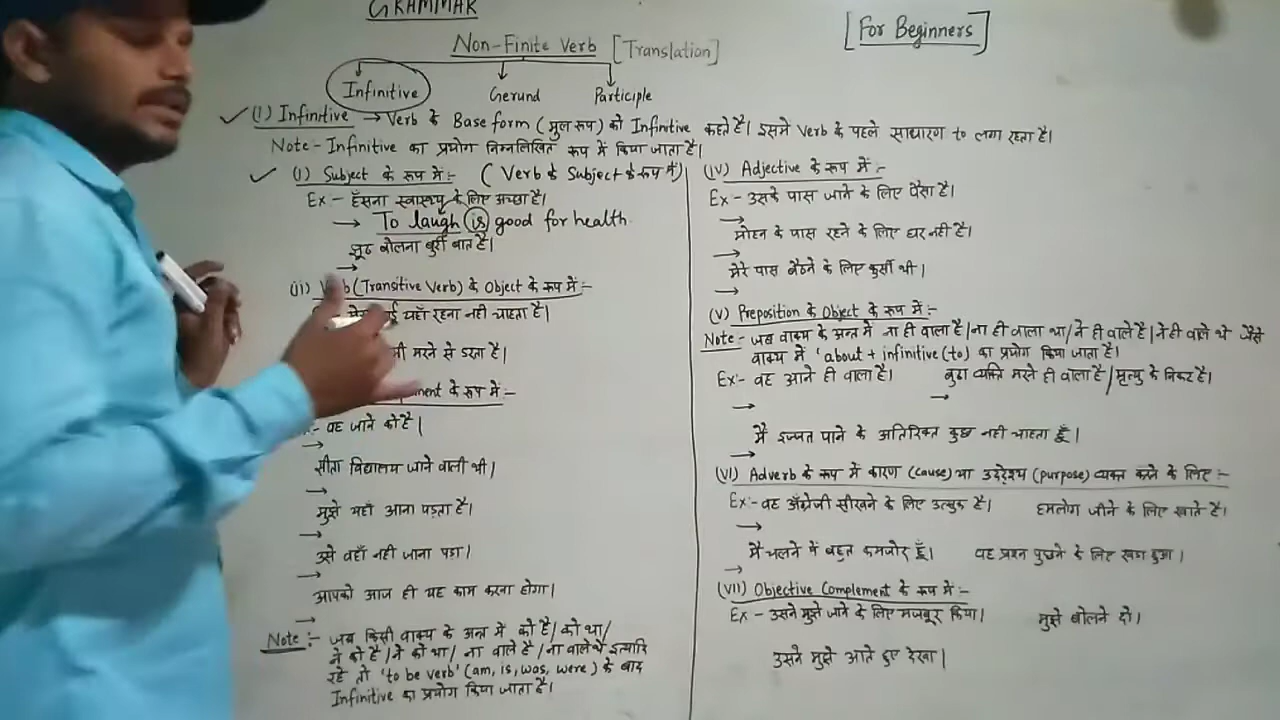 GRAMMAR
[For Beginners]
Non-Finite Verb [Translation]
Infinitive Gerund Participle
(1) Infinitive → Verb के Base form (मुल रूप) को Infinitive कहते है। इसमे Verb के पहले साधारण to लगा रहता है।
Note - Infinitive का प्रयोग निम्नलिखित रूप में किया जाता है।
(I) Subject के रूप में:- (Verb के Subject के रूप में)
Ex - हँसना स्वास्थ्य के लिए अच्छा है।
→ To laugh is good for health
झूठ बोलना बुरी बात है।
→
(II) Verb (Transitive Verb) के Object के रूप में:-
यहाँ रहना नही चाहता है।
मरने से डरता है।
के रूप में:-
वह जाने को है।
→
सीता विद्यालय जाने वाली थी।
→
मुझे यहाँ आना पड़ता है।
→
उसे वहाँ नही जाना पडा।
→
आपको आज ही यह काम करना होगा।
→
Note:- जब किसी वाक्य के अन्त में को है/को था/
ने को है/ने को था/ना वाले है/ना वाले थे इत्यादि
रहे तो 'to be verb' (am, is, was, were) के बाद
Infinitive का प्रयोग किया जाता है।
(IV) Adjective के रूप में:-
Ex - उसके पास जाने के लिए पैसा है।
→
मोहन के पास रहने के लिए घर नही है।
→
मेरे पास बैठने के लिए कुर्सी थी।
→
(V) Preposition के Object के रूप में:-
Note - जब वाक्य के अन्त में ना ही वाला है/ना ही वाला था/ने ही वाले है/ने ही वाले थे जैसे
वाक्य में 'about + infinitive (to) का प्रयोग किया जाता है।
Ex:- वह आने ही वाला है। बुढा व्यक्ति मरने ही वाला है/मृत्यु के निकट है।
→ →
मै इज्जत पाने के अतिरिक्त कुछ नही चाहता हूँ।
→
(VI) Adverb के रूप में कारण (cause) या उद्देश्य (purpose) व्यक्त करने के लिए:-
Ex:- वह अँग्रेजी सीखने के लिए उत्सुक है। हमलोग जीने के लिए खाते है।
→
मै चलने में बहुत कमजोर हूँ। वह प्रश्न पुछने के लिए खडा हुआ।
→
(VII) Objective Complement के रूप में:-
Ex - उसने मुझे जाने के लिए मजबूर किया। मुझे बोलने दो।
उसने मुझे आते हुए देखा।